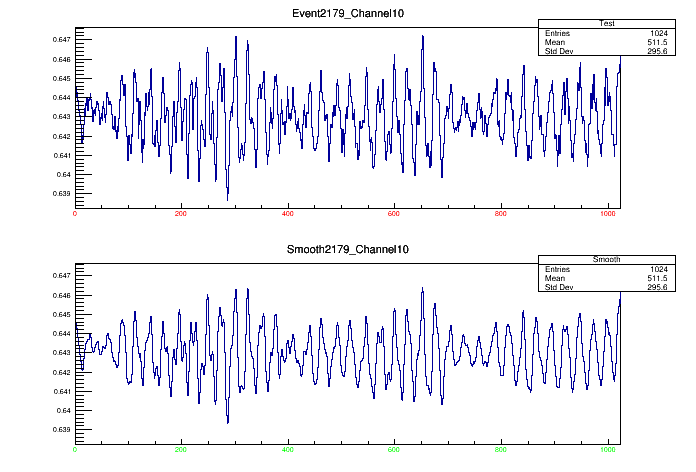 Event2179_Channel10
Test
Entries 1024
Mean 511.5
Std Dev 295.6
0.647
0.646
0.645
0.644
0.643
0.642
0.641
0.64
0.639
0 200 400 600 800 1000
Smooth2179_Channel10
Smooth
Entries 1024
Mean 511.5
Std Dev 295.6
0.647
0.646
0.645
0.644
0.643
0.642
0.641
0.64
0.639
0 200 400 600 800 1000